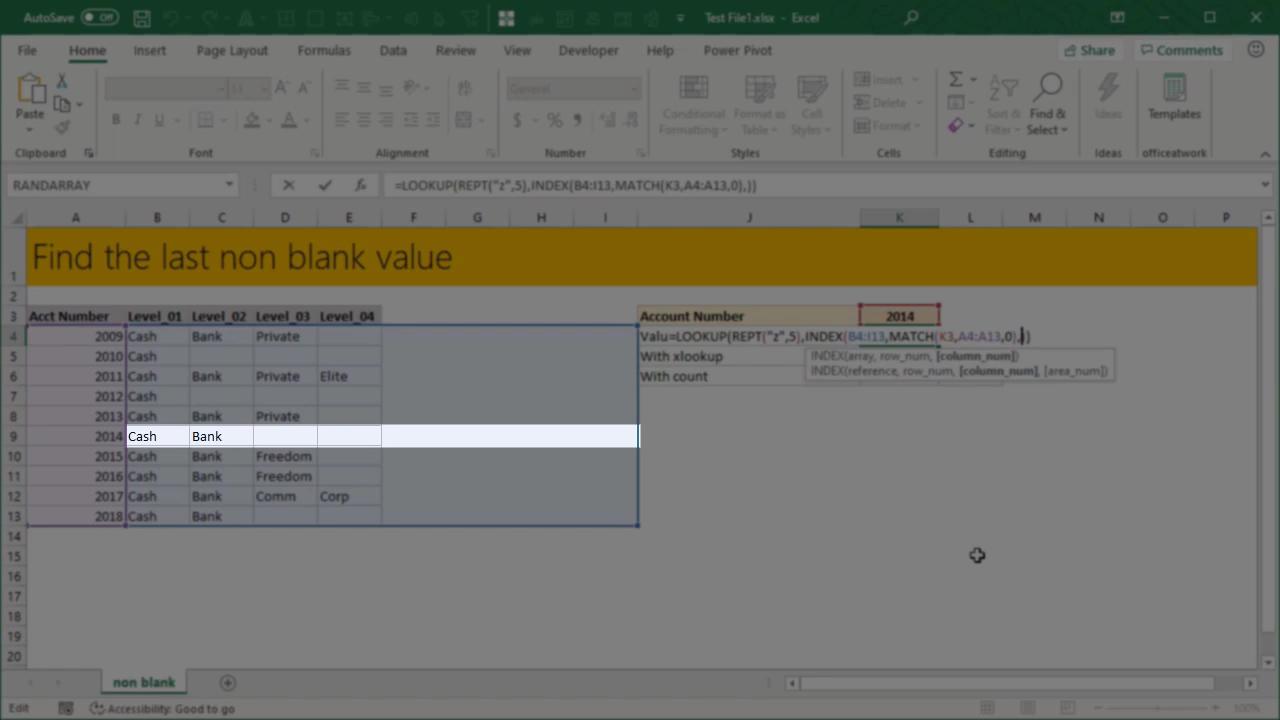 AutoSave Off Test File1.xlsx - Excel
File Home Insert Page Layout Formulas Data Review View Developer Help Power Pivot Share Comments
Paste
11
General
Conditional Formatting
Format as Table
Cell Styles
Insert
Delete
Format
Sort & Filter
Find & Select
Ideas
Templates
Clipboard Font Alignment Number Styles Cells Editing Ideas officeatwork
RANDARRAY =LOOKUP(REPT("z",5),INDEX(B4:I13,MATCH(K3,A4:A13,0),))
A B C D E F G H I J K L M N O P
1 Find the last non blank value
2
3 Acct Number Level_01 Level_02 Level_03 Level_04 Account Number 2014
4 2009 Cash Bank Private Valu=LOOKUP(REPT("z",5),INDEX(B4:I13,MATCH(K3,A4:A13,0),))
5 2010 Cash With xlookup INDEX(array, row_num, [column_num])
6 2011 Cash Bank Private Elite With count INDEX(reference, row_num, [column_num], [area_num])
7 2012 Cash
8 2013 Cash Bank Private
9 2014 Cash Bank
10 2015 Cash Bank Freedom
11 2016 Cash Bank Freedom
12 2017 Cash Bank Comm Corp
13 2018 Cash Bank
14
15
16
17
18
19
20
non blank
Edit Accessibility: Good to go 100%